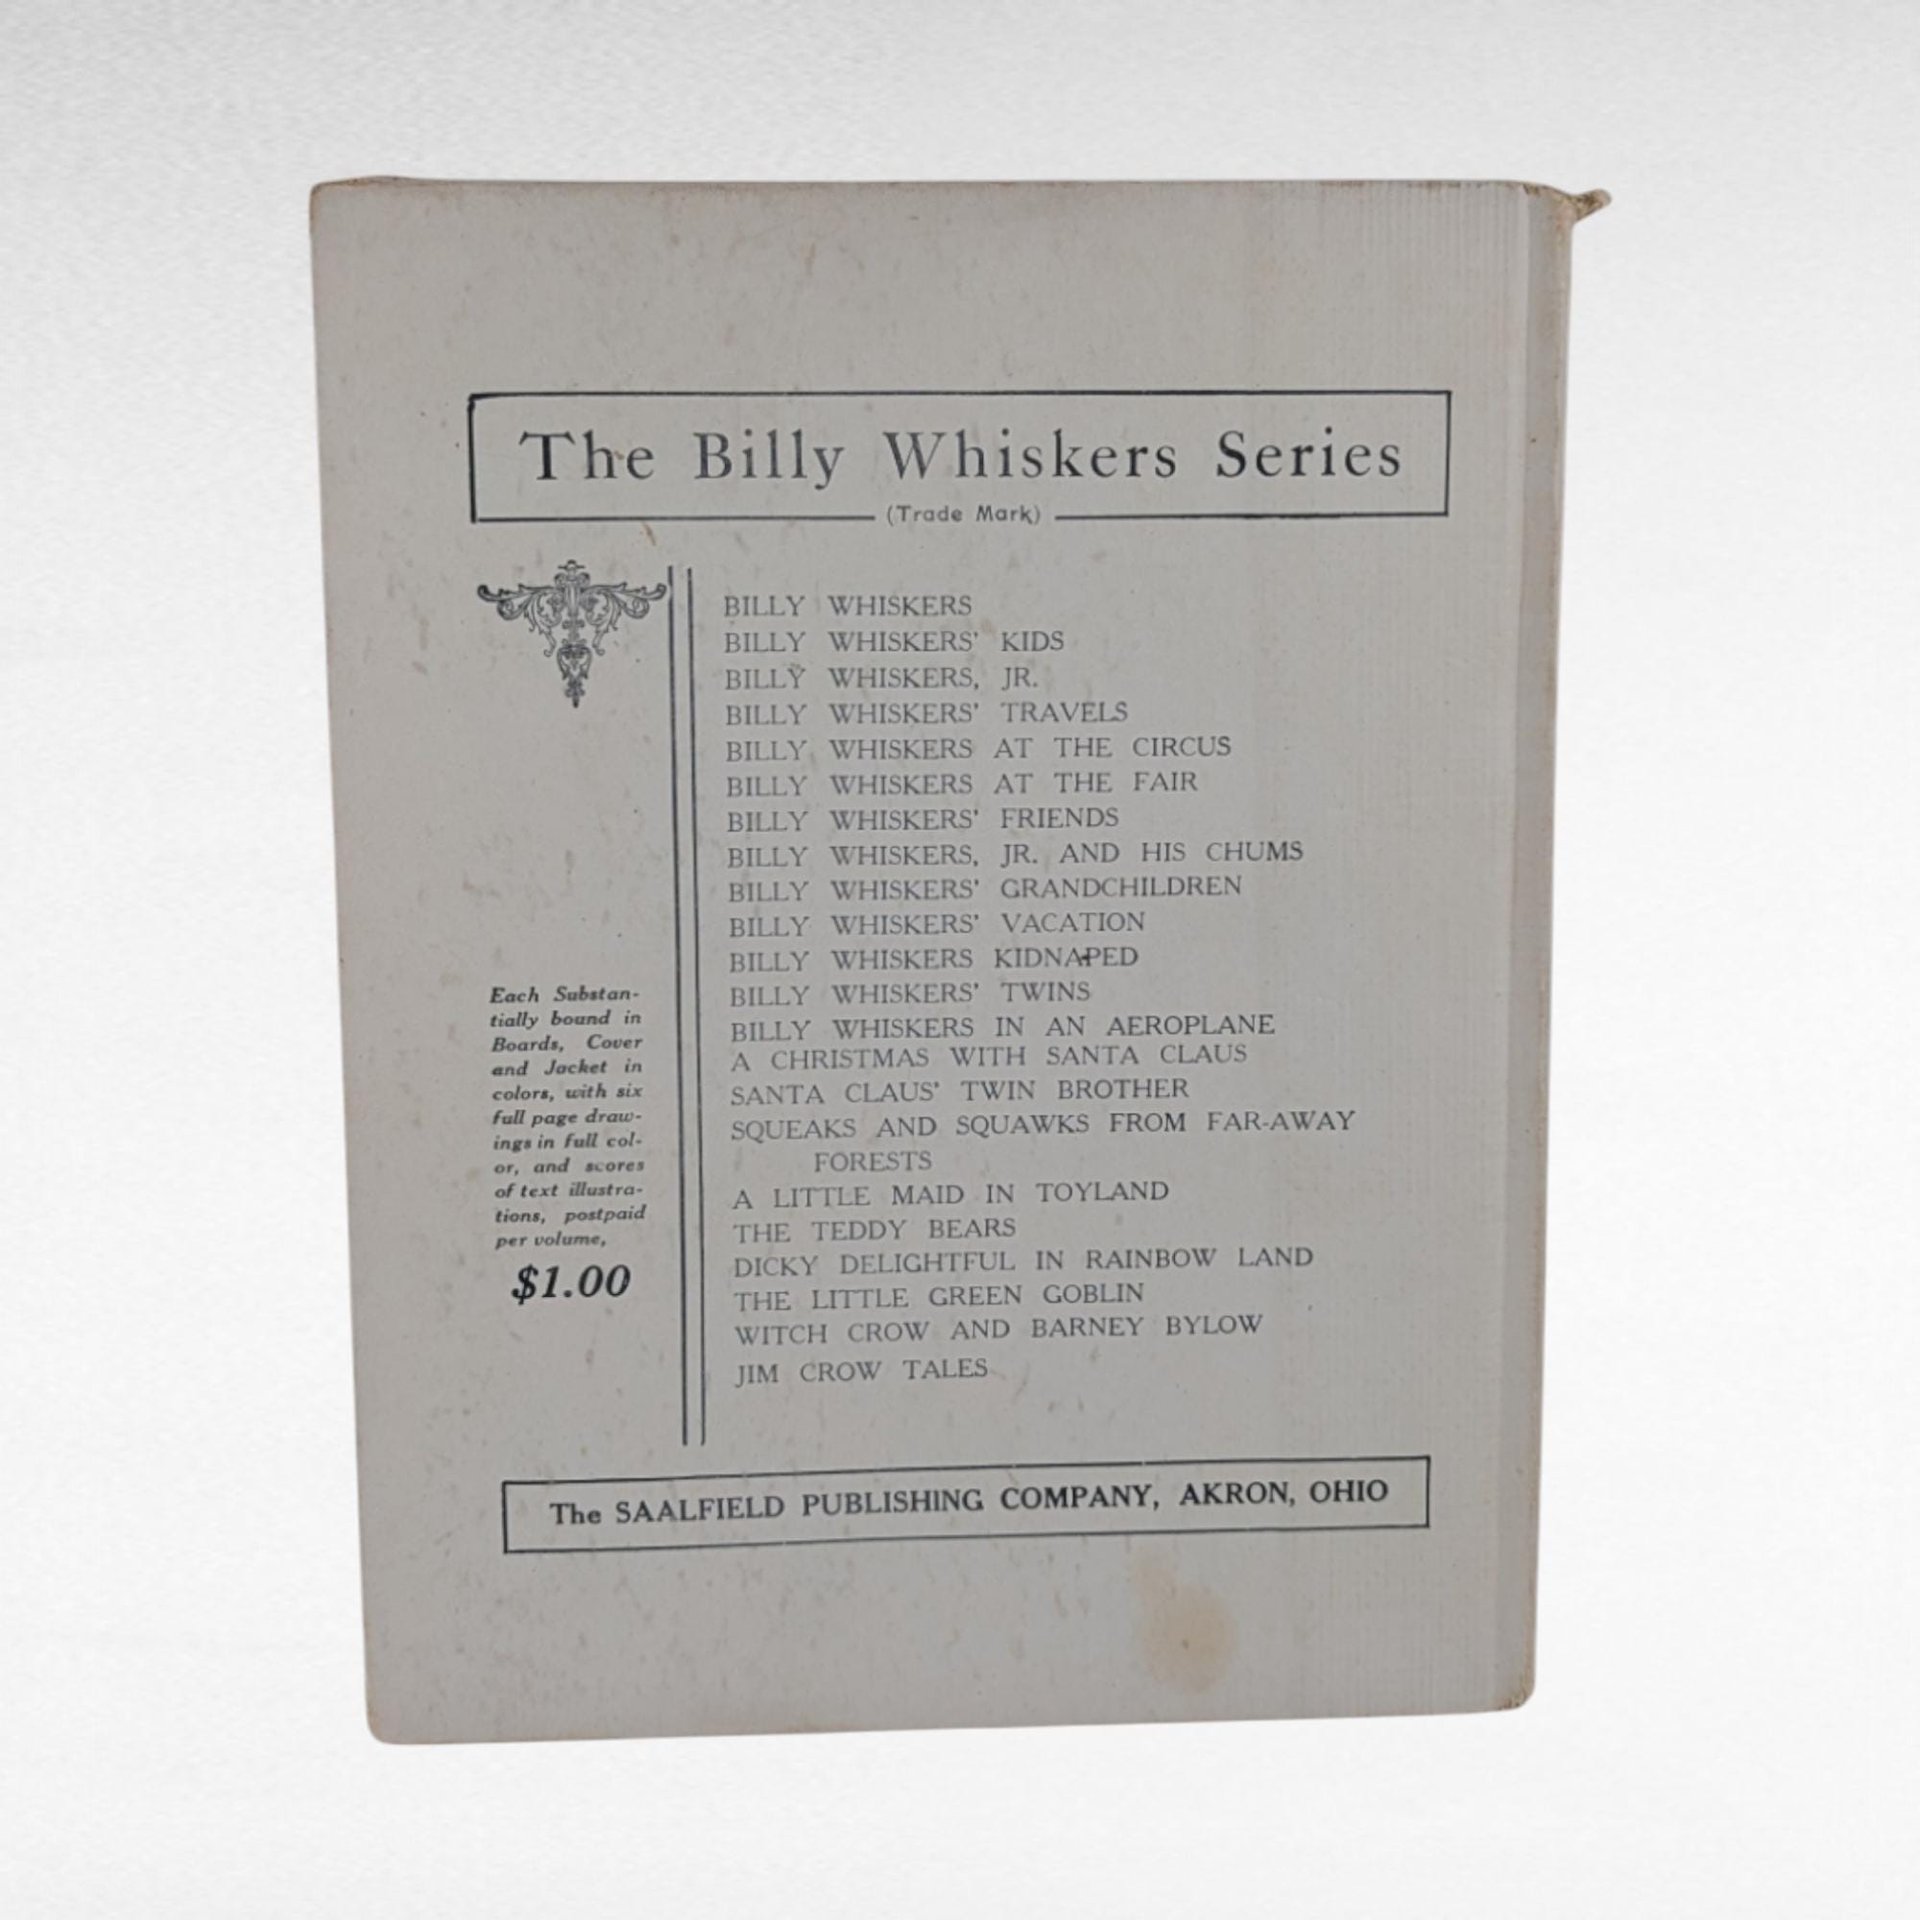 The Billy Whiskers Series
(Trade Mark)
BILLY WHISKERS
BILLY WHISKERS' KIDS
BILLY WHISKERS, JR.
BILLY WHISKERS' TRAVELS
BILLY WHISKERS AT THE CIRCUS
BILLY WHISKERS AT THE FAIR
BILLY WHISKERS' FRIENDS
BILLY WHISKERS, JR. AND HIS CHUMS
BILLY WHISKERS' GRANDCHILDREN
BILLY WHISKERS' VACATION
BILLY WHISKERS KIDNAPED
BILLY WHISKERS' TWINS
BILLY WHISKERS IN AN AEROPLANE
A CHRISTMAS WITH SANTA CLAUS
SANTA CLAUS' TWIN BROTHER
SQUEAKS AND SQUAWKS FROM FAR-AWAY
FORESTS
A LITTLE MAID IN TOYLAND
THE TEDDY BEARS
DICKY DELIGHTFUL IN RAINBOW LAND
THE LITTLE GREEN GOBLIN
WITCH CROW AND BARNEY BYLOW
JIM CROW TALES
Each Substan-
tially bound in
Boards, Cover
and Jacket in
colors, with six
full page draw-
ings in full col-
or, and scores
of text illustra-
tions, postpaid
per volume,
$1.00
The SAALFIELD PUBLISHING COMPANY, AKRON, OHIO